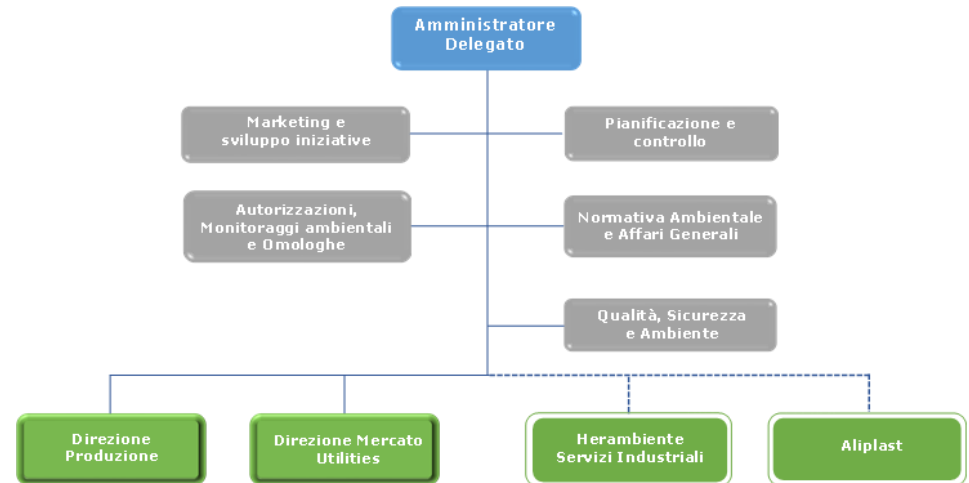 Amministratore
Delegato
Marketing e
sviluppo iniziative
Pianificazione e
controllo
Autorizzazioni,
Monitoraggi ambientali
e Omologhe
Normativa Ambientale
e Affari Generali
Qualità, Sicurezza
e Ambiente
Direzione
Produzione
Direzione Mercato
Utilities
Herambiente
Servizi Industriali
Aliplast